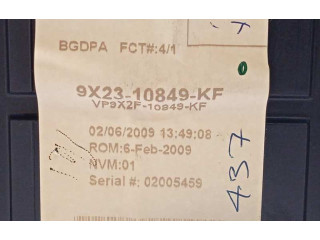 BGDPA FCT#:4/1
9X23-10849-KF
VP9X2F-10849-KF
02/06/2009 13:49:08 -
ROM:6-Feb-2009
NVM:01
Serial #: 02005459
437